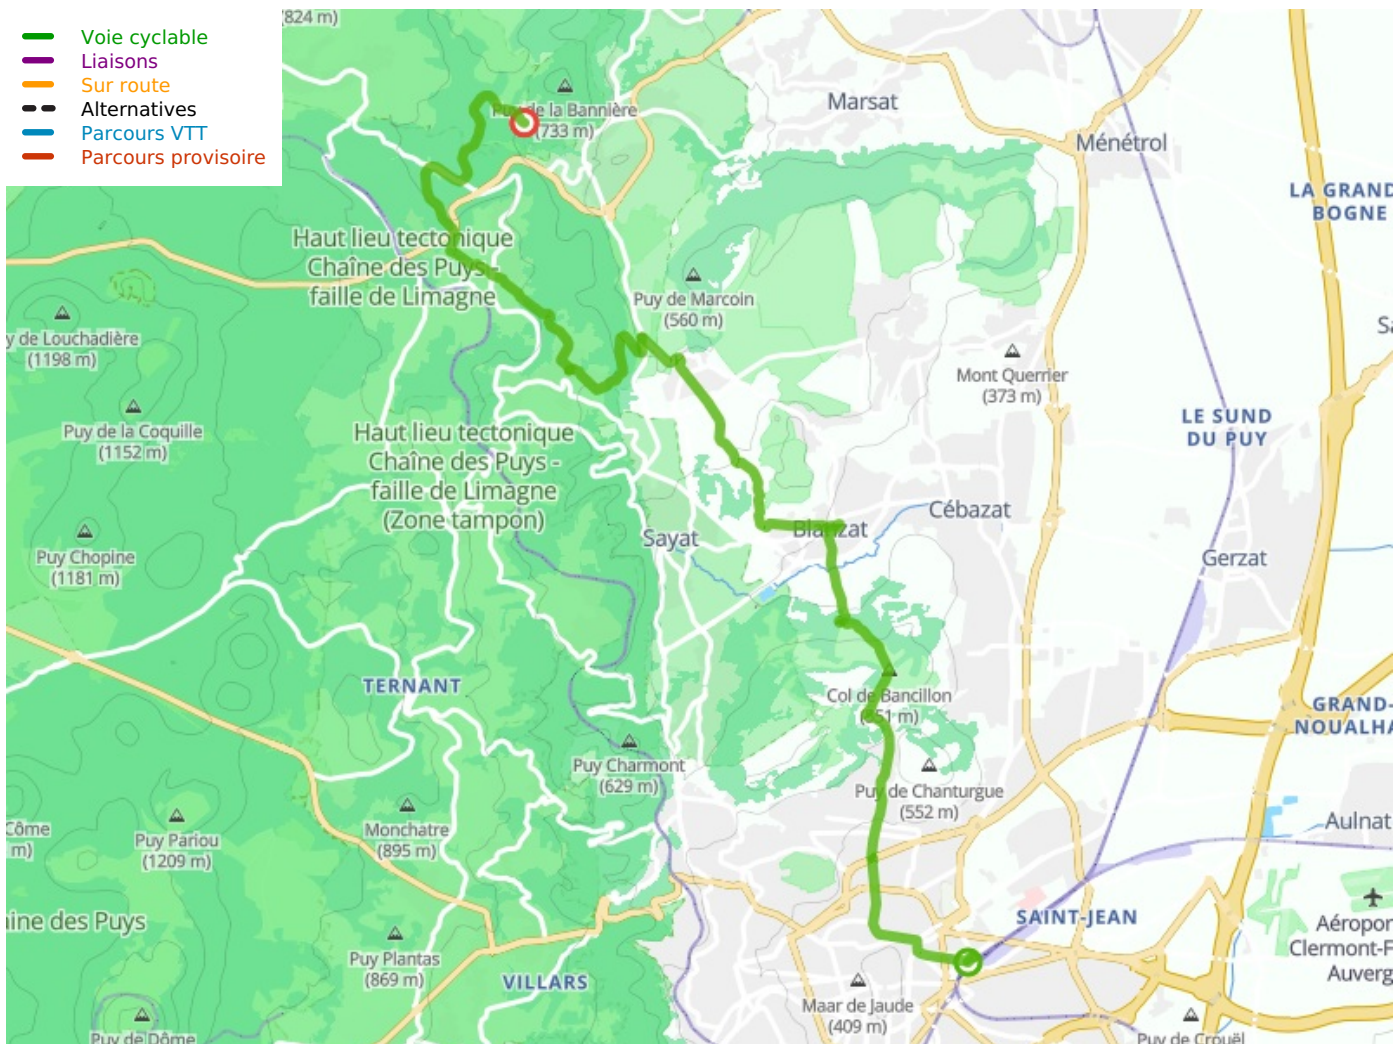 Voie cyclable
Liaisons
Sur route
Alternatives
Parcours VTT
Parcours provisoire
(824 m)
Puy de la Bannière
(733 m)
Marsat
Ménétrol
LA GRAND
BOGNE
Haut lieu tectonique
Chaîne des Puys -
faille de Limagne
Puy de Marcoin
(560 m)
y de Louchadière
(1198 m)
Sa
Mont Querrier
(373 m)
Puy de la Coquille
(1152 m)
LE SUND
DU PUY
Haut lieu tectonique
Chaîne des Puys -
faille de Limagne
(Zone tampon)
Cébazat
Blanzat
Sayat
Puy Chopine
(1181 m)
Gerzat
TERNANT
Col de Bancillon
GRAND-
NOUALHA
Puy Charmont
(629 m)
Puy de Chanturgue
(552 m)
Côme
m)
Puy Pariou
(1209 m)
Monchatre
(895 m)
Aulnat
aîne des Puys
SAINT-JEAN
Aéropor
Clermont-F
Auverg
Puy Plantas
(869 m)
VILLARS
Maar de Jaude
(409 m)
Puy de Dôme
Puy de Crouël